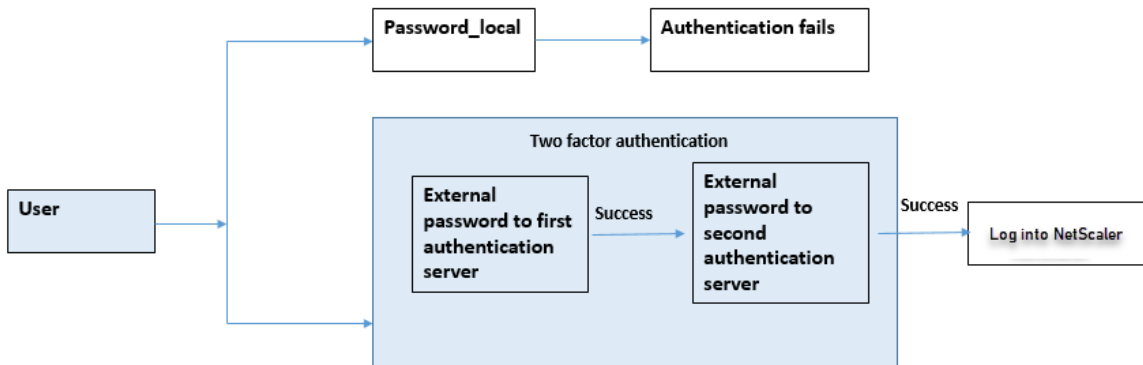 Password_local
Authentication fails
Two factor authentication
User
External
password to first
authentication
server
Success
External
password to
second
authentication
server
Success
Log into NetScaler